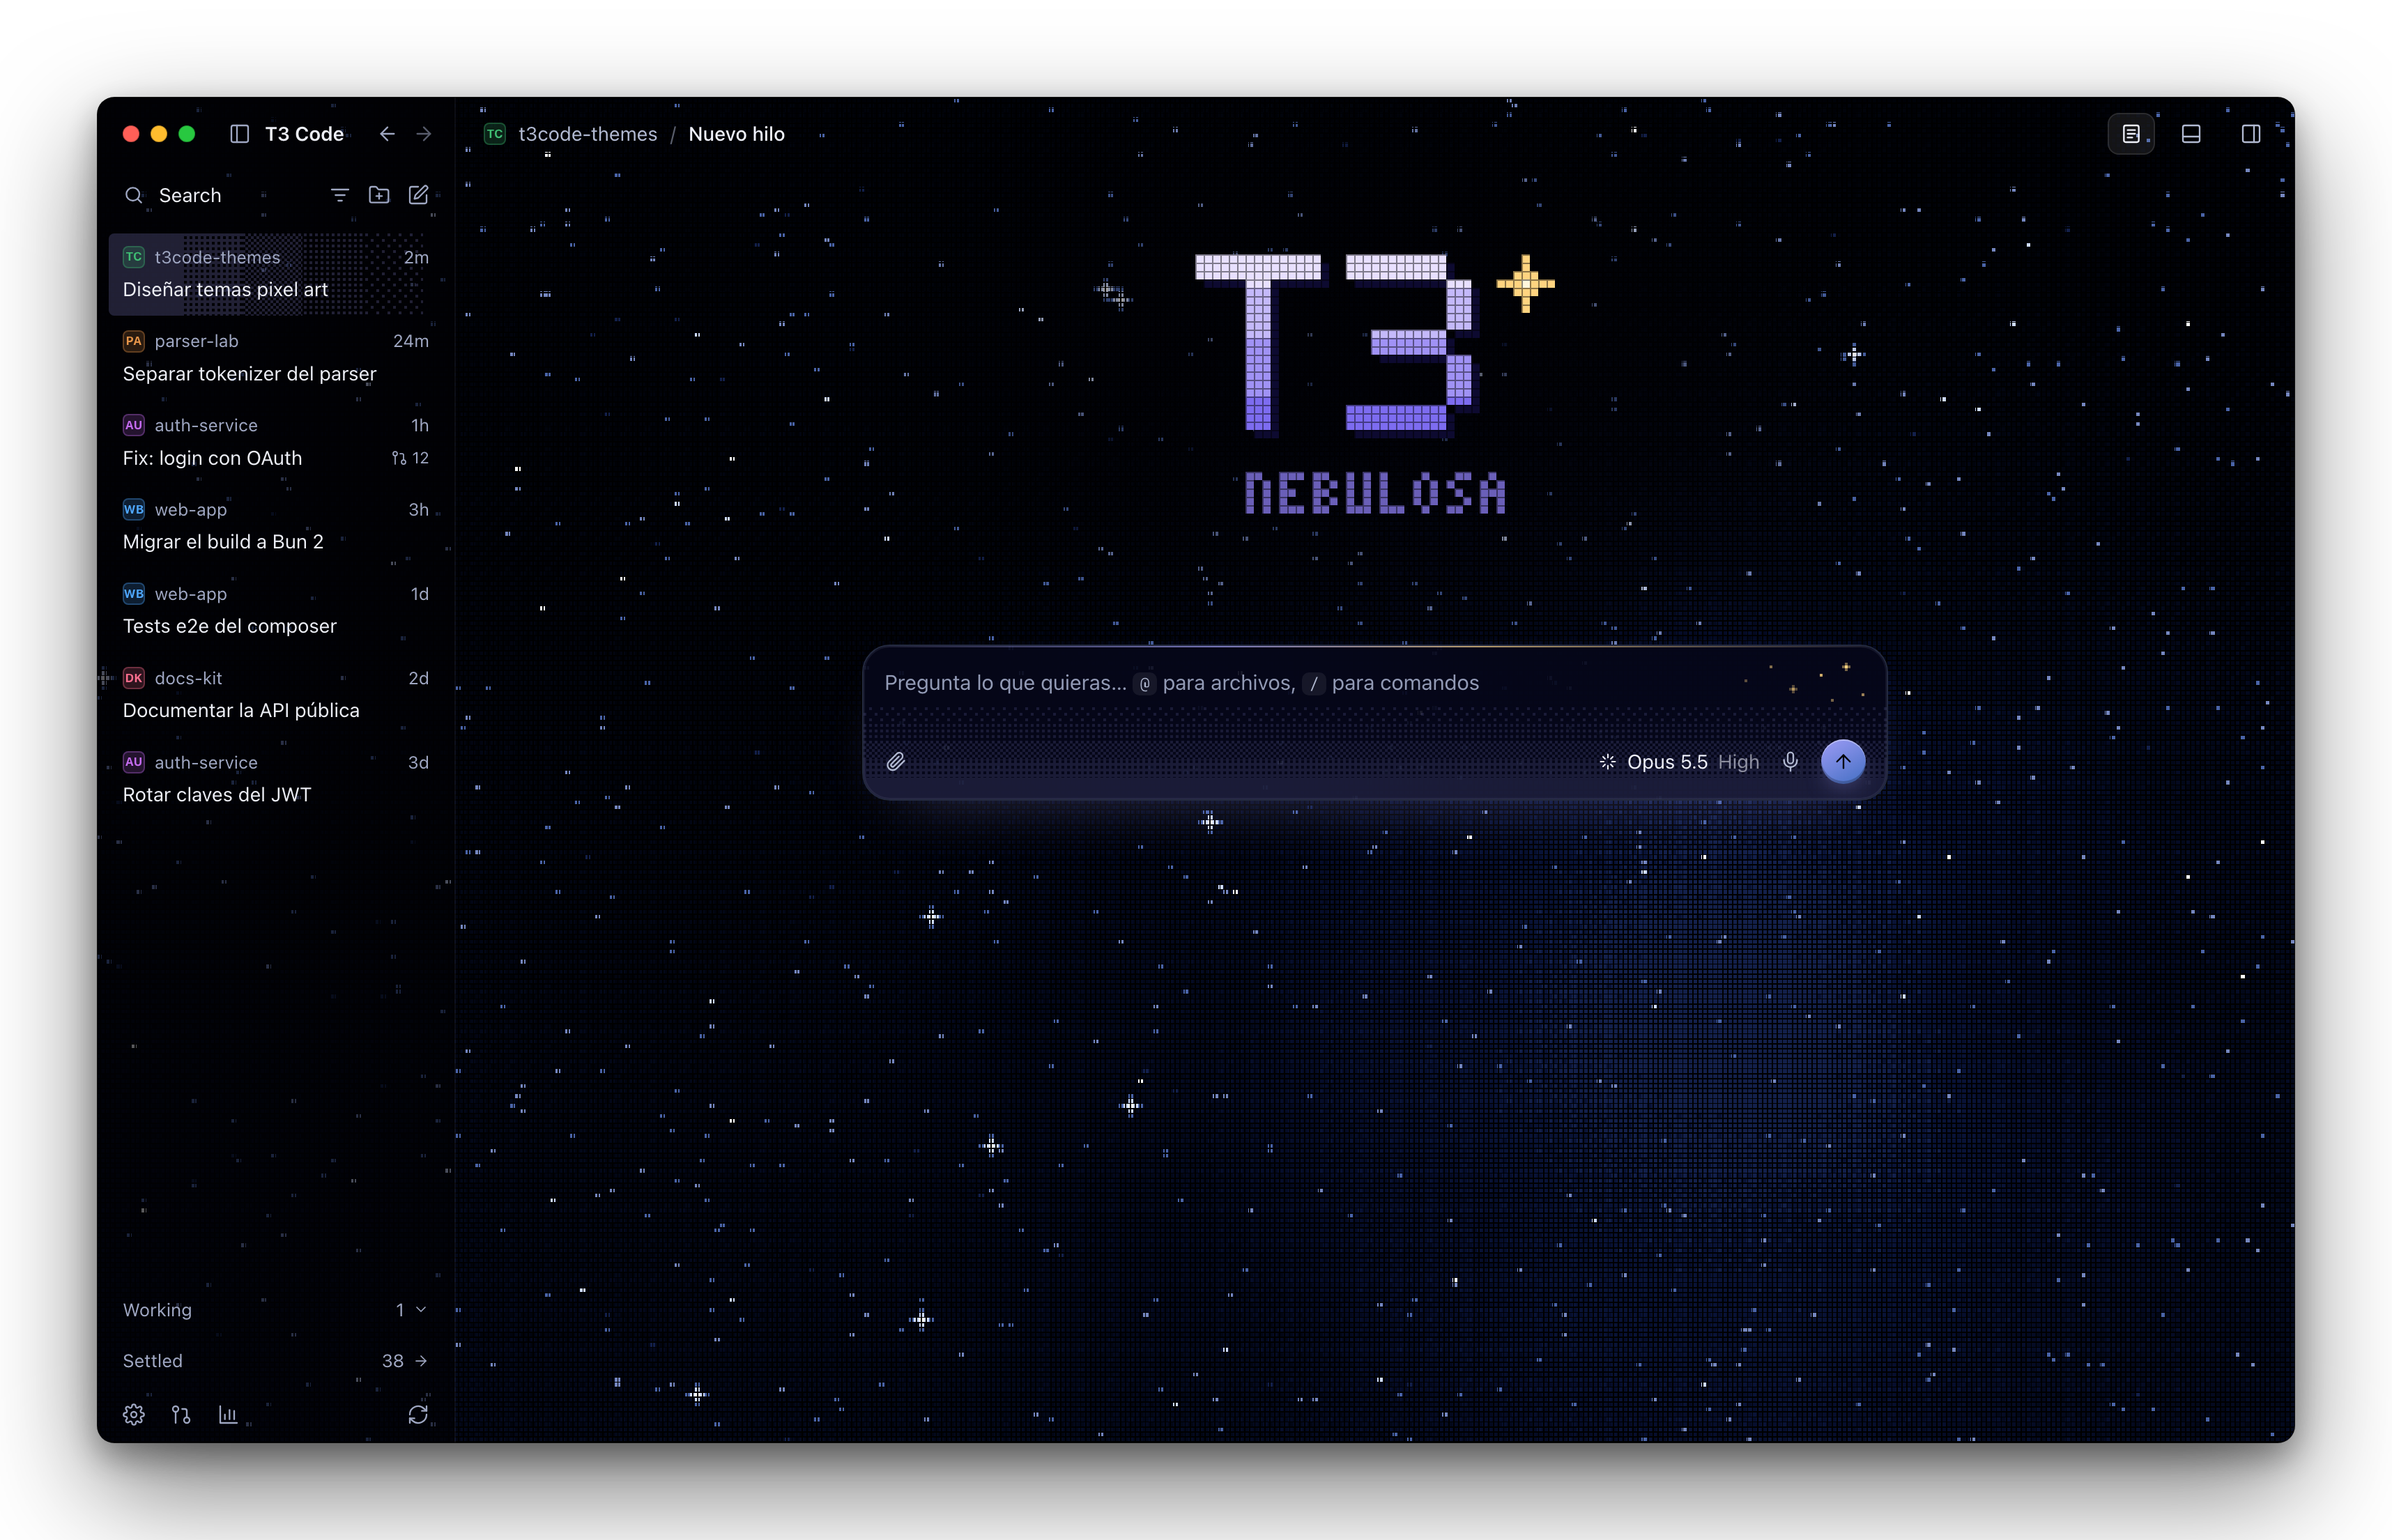 T3 Code
Search
TC t3code-themes 2m
Diseñar temas pixel art
PA parser-lab 24m
Separar tokenizer del parser
AU auth-service 1h
Fix: login con OAuth 12
WB web-app 3h
Migrar el build a Bun 2
WB web-app 1d
Tests e2e del composer
DK docs-kit 2d
Documentar la API pública
AU auth-service 3d
Rotar claves del JWT
Working 1
Settled 38
TC t3code-themes / Nuevo hilo
T3
NEBULOSA
Pregunta lo que quieras... @ para archivos, / para comandos
Opus 5.5 High